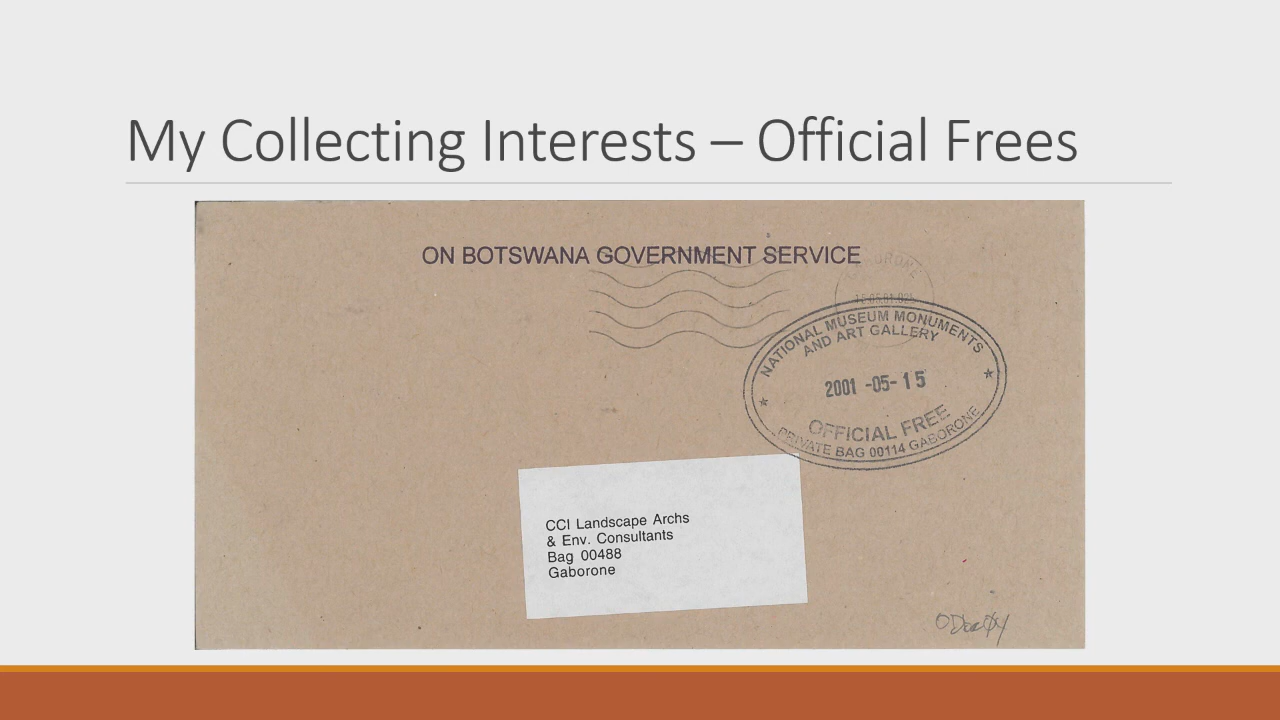 My Collecting Interests – Official Frees
ON BOTSWANA GOVERNMENT SERVICE
NATIONAL MUSEUM MONUMENTS
AND ART GALLERY
2001 -05- 15
OFFICIAL FREE
PRIVATE BAG 00114 GABORONE
CCI Landscape Archs
& Env. Consultants
Bag 00488
Gaborone